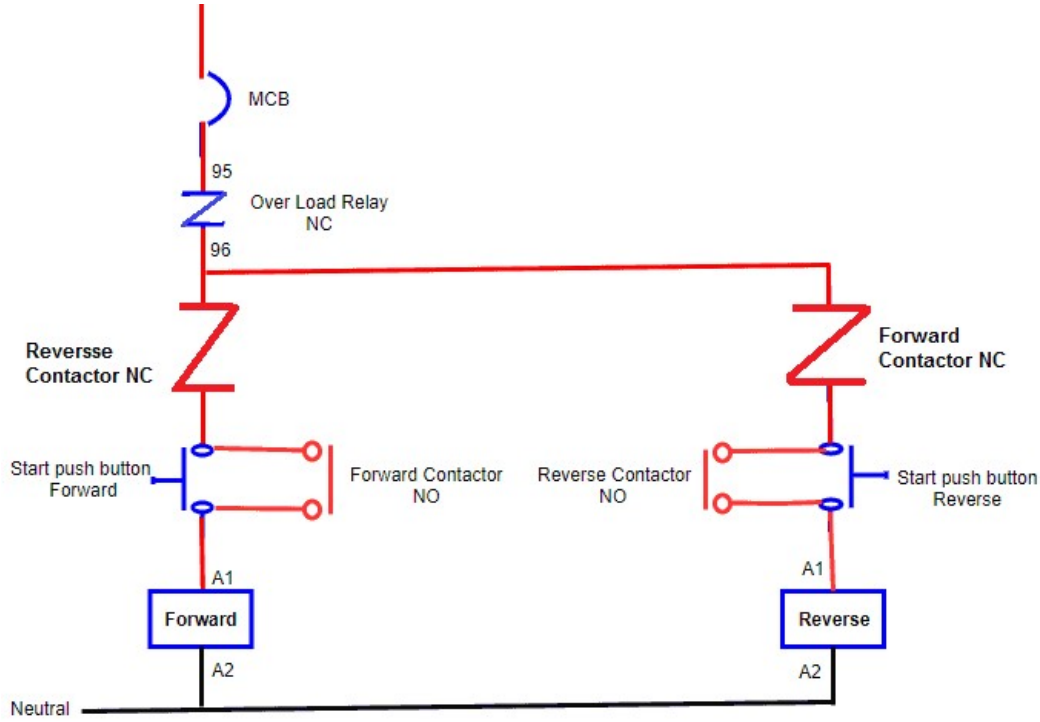 MCB
95
Over Load Relay
NC
96
Reversse
Contactor NC
Forward
Contactor NC
Start push button
Forward
Forward Contactor
NO
Reverse Contactor
NO
Start push button
Reverse
A1
A1
Forward
Reverse
A2
A2
Neutral